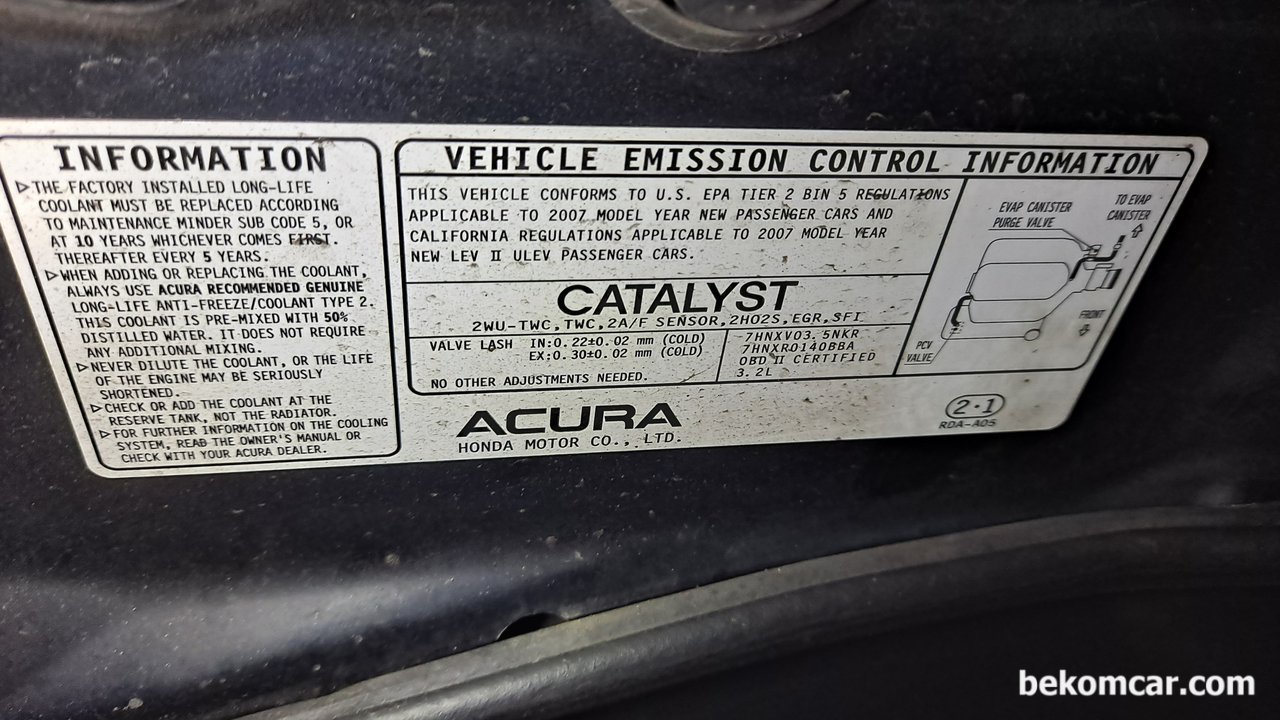 INFORMATION
▷THE FACTORY INSTALLED LONG-LIFE
COOLANT MUST BE REPLACED ACCORDING
TO MAINTENANCE MINDER SUB CODE 5, OR
AT 10 YEARS WHICHEVER COMES FIRST.
THEREAFTER EVERY 5 YEARS.
▷WHEN ADDING OR REPLACING THE COOLANT,
ALWAYS USE ACURA RECOMMENDED GENUINE
LONG-LIFE ANTI-FREEZE/COOLANT TYPE 2.
THIS COOLANT IS PRE-MIXED WITH 50%
DISTILLED WATER. IT DOES NOT REQUIRE
ANY ADDITIONAL MIXING.
▷NEVER DILUTE THE COOLANT, OR THE LIFE
OF THE ENGINE MAY BE SERIOUSLY
SHORTENED.
▷CHECK OR ADD THE COOLANT AT THE
RESERVE TANK, NOT THE RADIATOR.
▷FOR FURTHER INFORMATION ON THE COOLING
SYSTEM, READ THE OWNER'S MANUAL OR
CHECK WITH YOUR ACURA DEALER.
VEHICLE EMISSION CONTROL INFORMATION
THIS VEHICLE CONFORMS TO U.S. EPA TIER 2 BIN 5 REGULATIONS
APPLICABLE TO 2007 MODEL YEAR NEW PASSENGER CARS AND
CALIFORNIA REGULATIONS APPLICABLE TO 2007 MODEL YEAR
NEW LEV II ULEV PASSENGER CARS.
CATALYST
2WU-TWC,TWC,2A/F SENSOR,2HO2S,EGR,SFI
VALVE LASH IN:0.22±0.02 mm (COLD)
EX:0.30±0.02 mm (COLD)
NO OTHER ADJUSTMENTS NEEDED.
7HNXV03.5NKR
7HNXR0140BBA
OBD II CERTIFIED
3.2L
EVAP CANISTER
PURGE VALVE
TO EVAP
CANISTER
FRONT
PCV
VALVE
ACURA
HONDA MOTOR CO., LTD.
2·1
RDA-A05
bekomcar.com